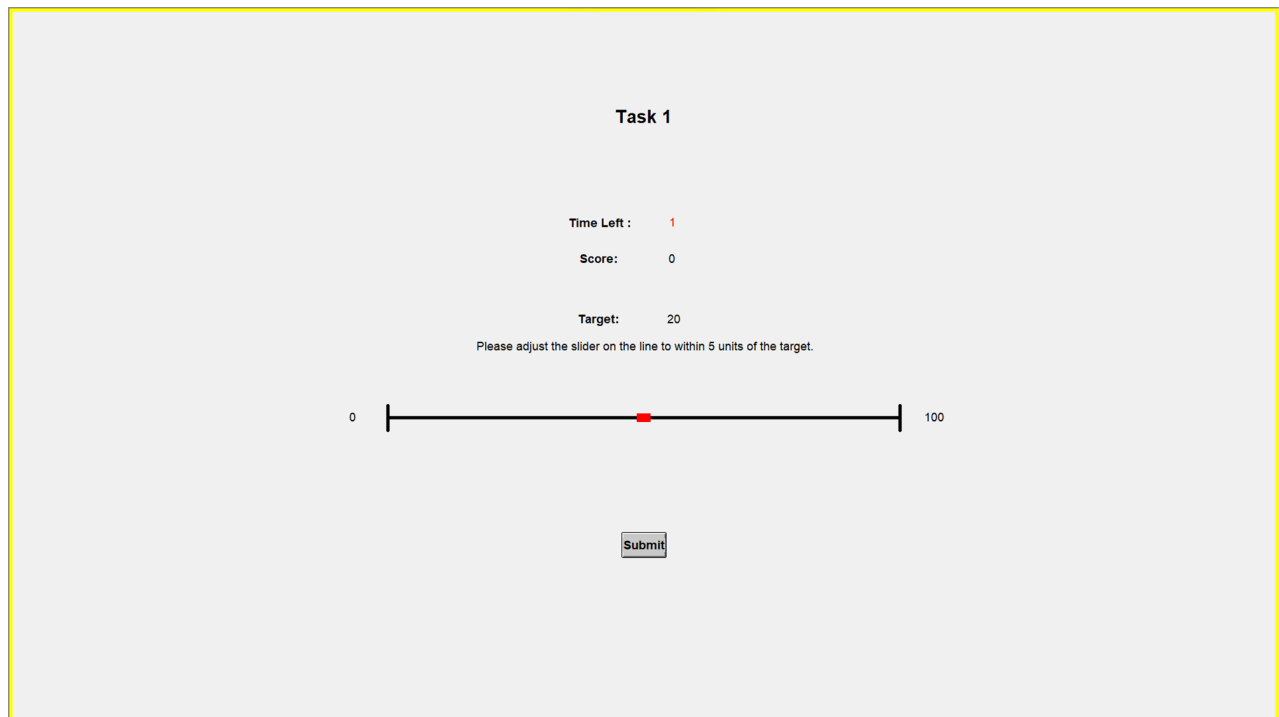 Task 1
Time Left : 1
Score: 0
Target: 20
Please adjust the slider on the line to within 5 units of the target.
0 100
Submit